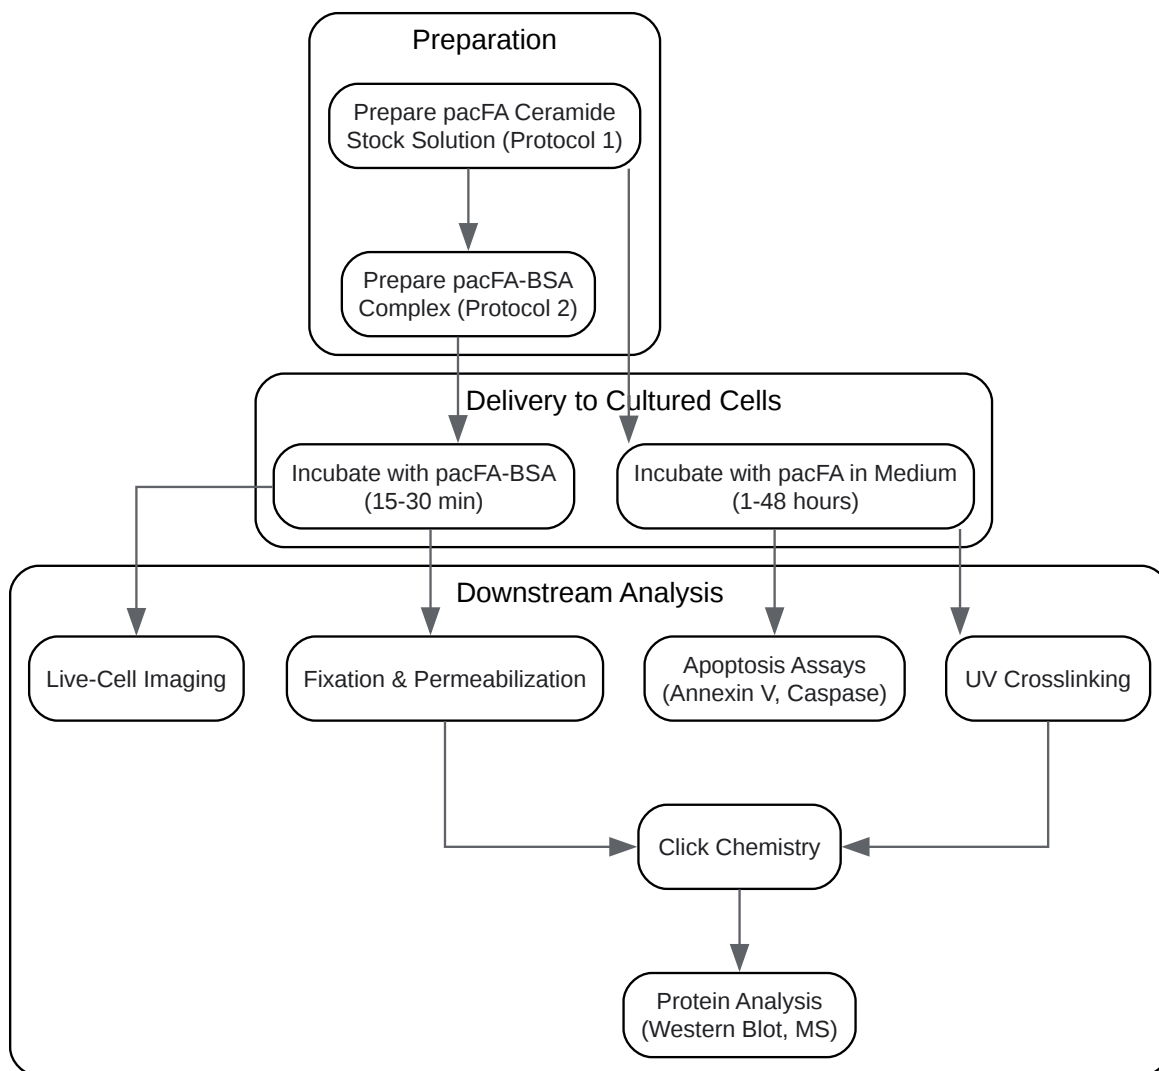 Preparation
Prepare pacFA Ceramide
Stock Solution (Protocol 1)
Prepare pacFA-BSA
Complex (Protocol 2)
Delivery to Cultured Cells
Incubate with pacFA-BSA
(15-30 min)
Incubate with pacFA in Medium
(1-48 hours)
Downstream Analysis
Live-Cell Imaging
Fixation & Permeabilization
Apoptosis Assays
(Annexin V, Caspase)
UV Crosslinking
Click Chemistry
Protein Analysis
(Western Blot, MS)